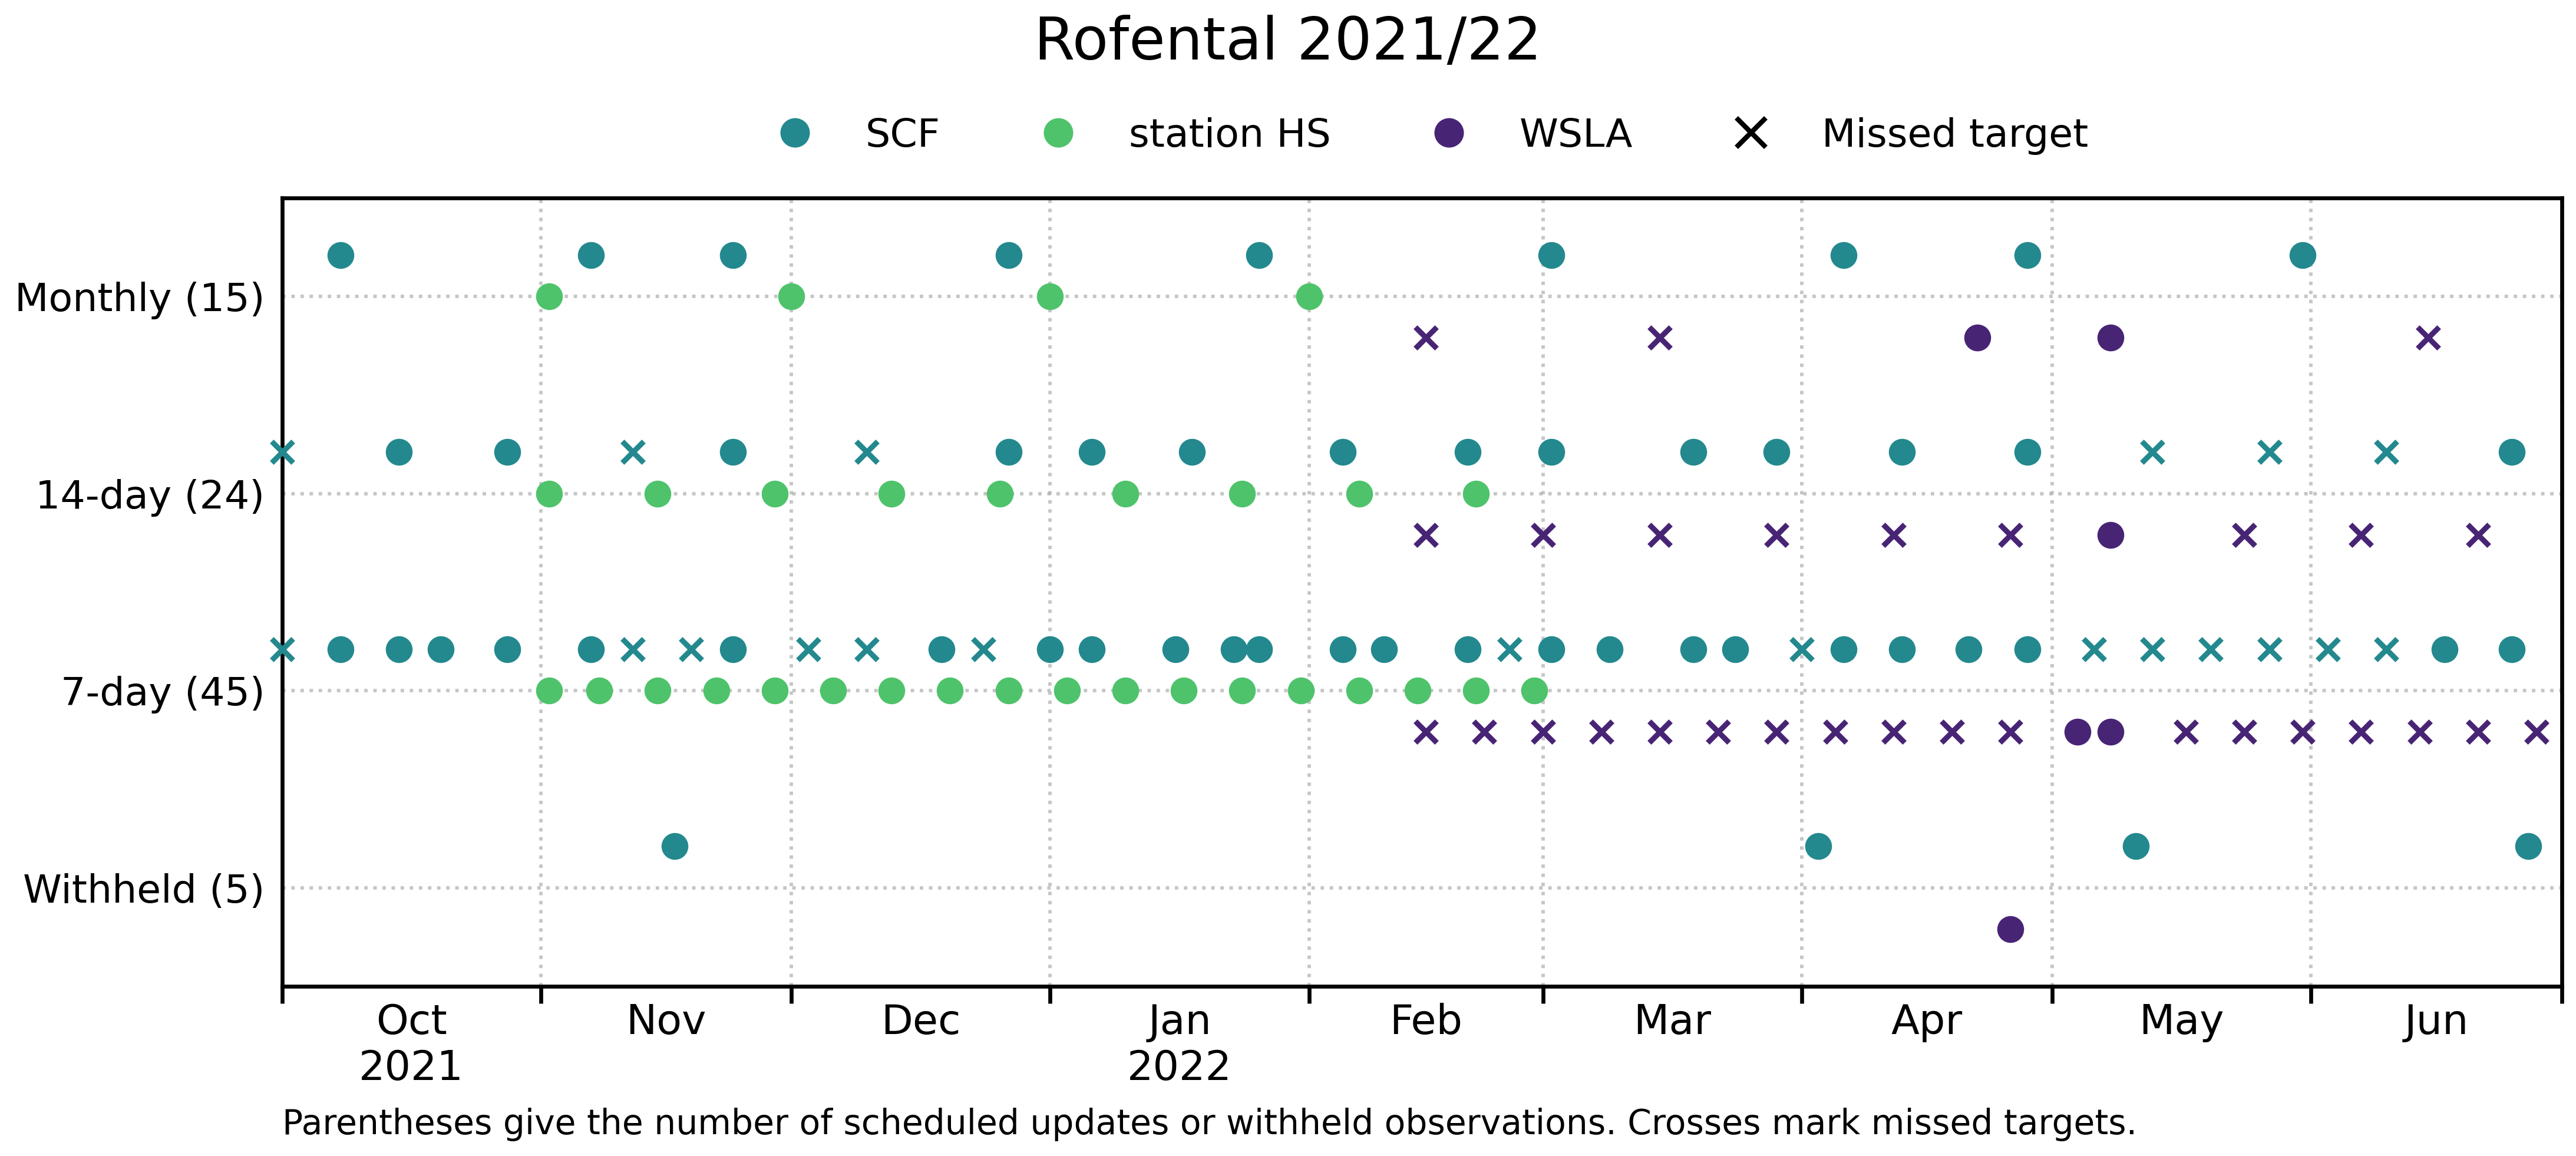 Rofental 2021/22
SCF station HS WSLA Missed target
Monthly (15)
14-day (24)
7-day (45)
Withheld (5)
Oct Nov Dec Jan Feb Mar Apr May Jun
2021 2022
Parentheses give the number of scheduled updates or withheld observations. Crosses mark missed targets.